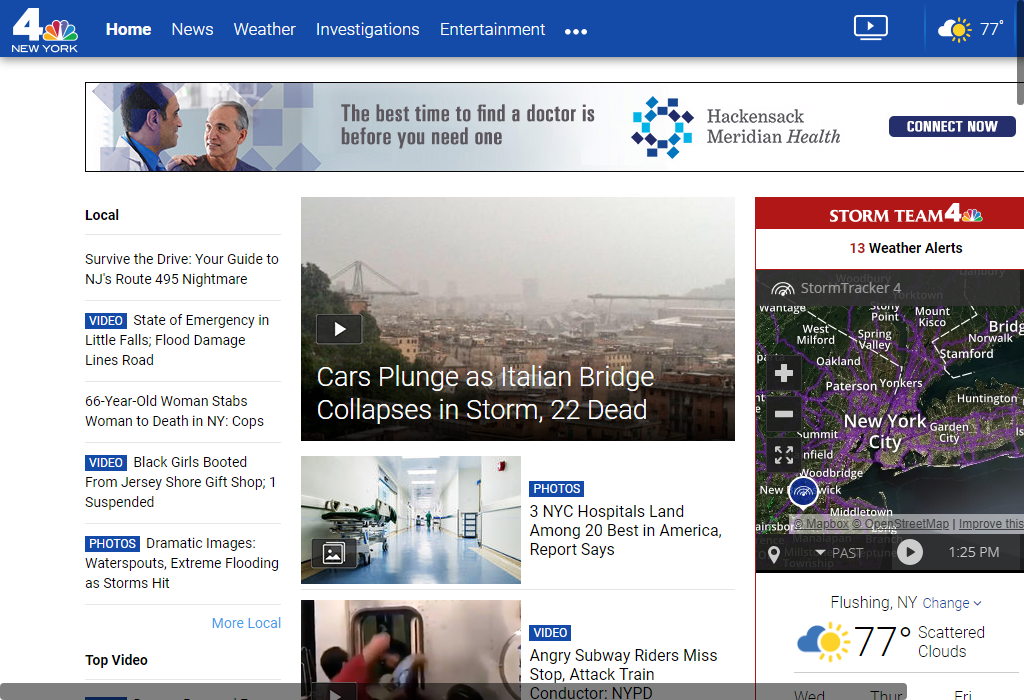 4
NEW YORK
Home News Weather Investigations Entertainment
77°
The best time to find a doctor is
before you need one
Hackensack
Meridian Health
CONNECT NOW
Local
Survive the Drive: Your Guide to
NJ's Route 495 Nightmare
VIDEO State of Emergency in
Little Falls; Flood Damage
Lines Road
66-Year-Old Woman Stabs
Woman to Death in NY: Cops
VIDEO Black Girls Booted
From Jersey Shore Gift Shop; 1
Suspended
PHOTOS Dramatic Images:
Waterspouts, Extreme Flooding
as Storms Hit
More Local
Top Video
Cars Plunge as Italian Bridge
Collapses in Storm, 22 Dead
PHOTOS
3 NYC Hospitals Land
Among 20 Best in America,
Report Says
VIDEO
Angry Subway Riders Miss
Stop, Attack Train
Conductor: NYPD
STORM TEAM 4
13 Weather Alerts
StormTracker 4
Danbury
Woodbury
Yorktown
Wantage
Stony
Point
Mount
Kisco
West
Milford
Spring
Valley
Bridg
Norwalk
Stamford
Oakland
Paterson
Yonkers
Huntington
New York
City
Garden
City
Summit
nfield
Woodbridge
New
wick
Middletown
ainsbo
© Mapbox © OpenStreetMap | Improve this
Manalapan
Township
PAST
1:25 PM
Flushing, NY Change
77° Scattered
Clouds
Wed Thur Fri